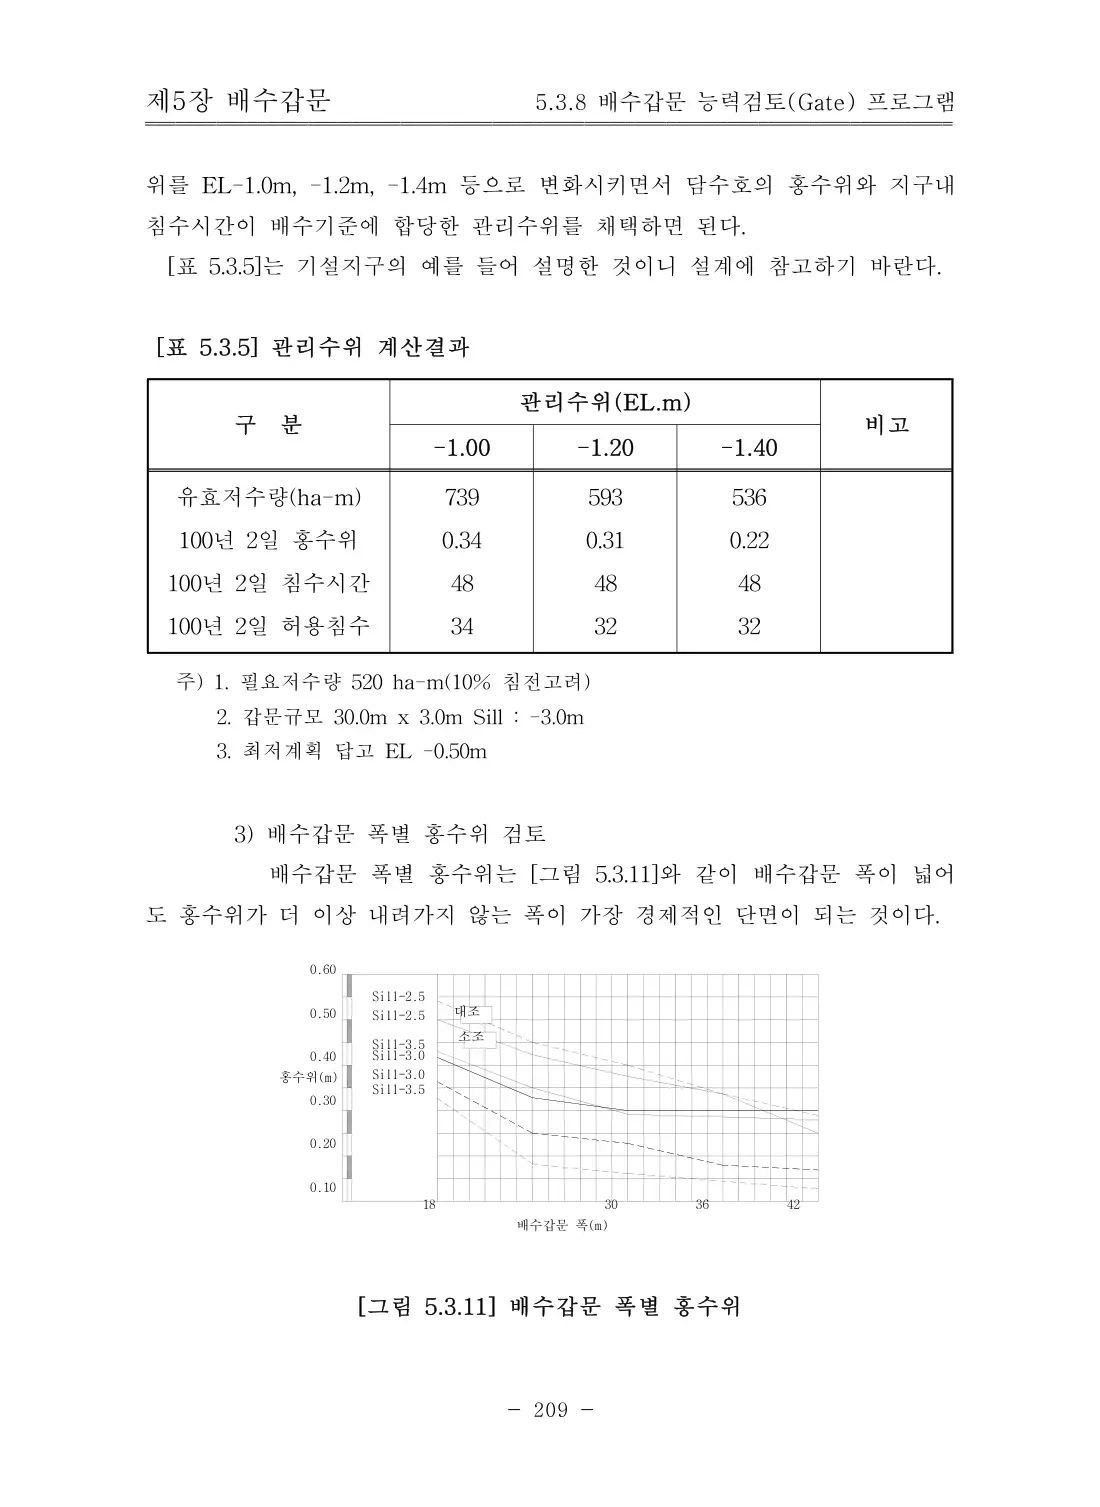 제5장 배수갑문
5.3.8 배수갑문 능력검토(Gate) 프로그램
위를 EL-1.0m, -1.2m, -1.4m 등으로 변화시키면서 담수호의 홍수위와 지구내
침수시간이 배수기준에 합당한 관리수위를 채택하면 된다.
[표 5.3.5]는 기설지구의 예를 들어 설명한 것이니 설계에 참고하기 바란다.
[표 5.3.5] 관리수위 계산결과
구 분 관리수위(EL.m) 비고
-1.00 -1.20 -1.40
유효저수량(ha-m) 739 593 536
100년 2일 홍수위 0.34 0.31 0.22
100년 2일 침수시간 48 48 48
100년 2일 허용침수 34 32 32
주) 1. 필요저수량 520 ha-m(10% 침전고려)
2. 갑문규모 30.0m x 3.0m Sill : -3.0m
3. 최저계획 답고 EL -0.50m
3) 배수갑문 폭별 홍수위 검토
배수갑문 폭별 홍수위는 [그림 5.3.11]와 같이 배수갑문 폭이 넓어
도 홍수위가 더 이상 내려가지 않는 폭이 가장 경제적인 단면이 되는 것이다.
0.60
Sill-2.5
0.50 Sill-2.5 대조
소조
Sill-3.5
0.40 Sill-3.0
홍수위(m) Sill-3.0
Sill-3.5
0.30
0.20
0.10
18 30 36 42
배수갑문 폭(m)
[그림 5.3.11] 배수갑문 폭별 홍수위
- 209 -